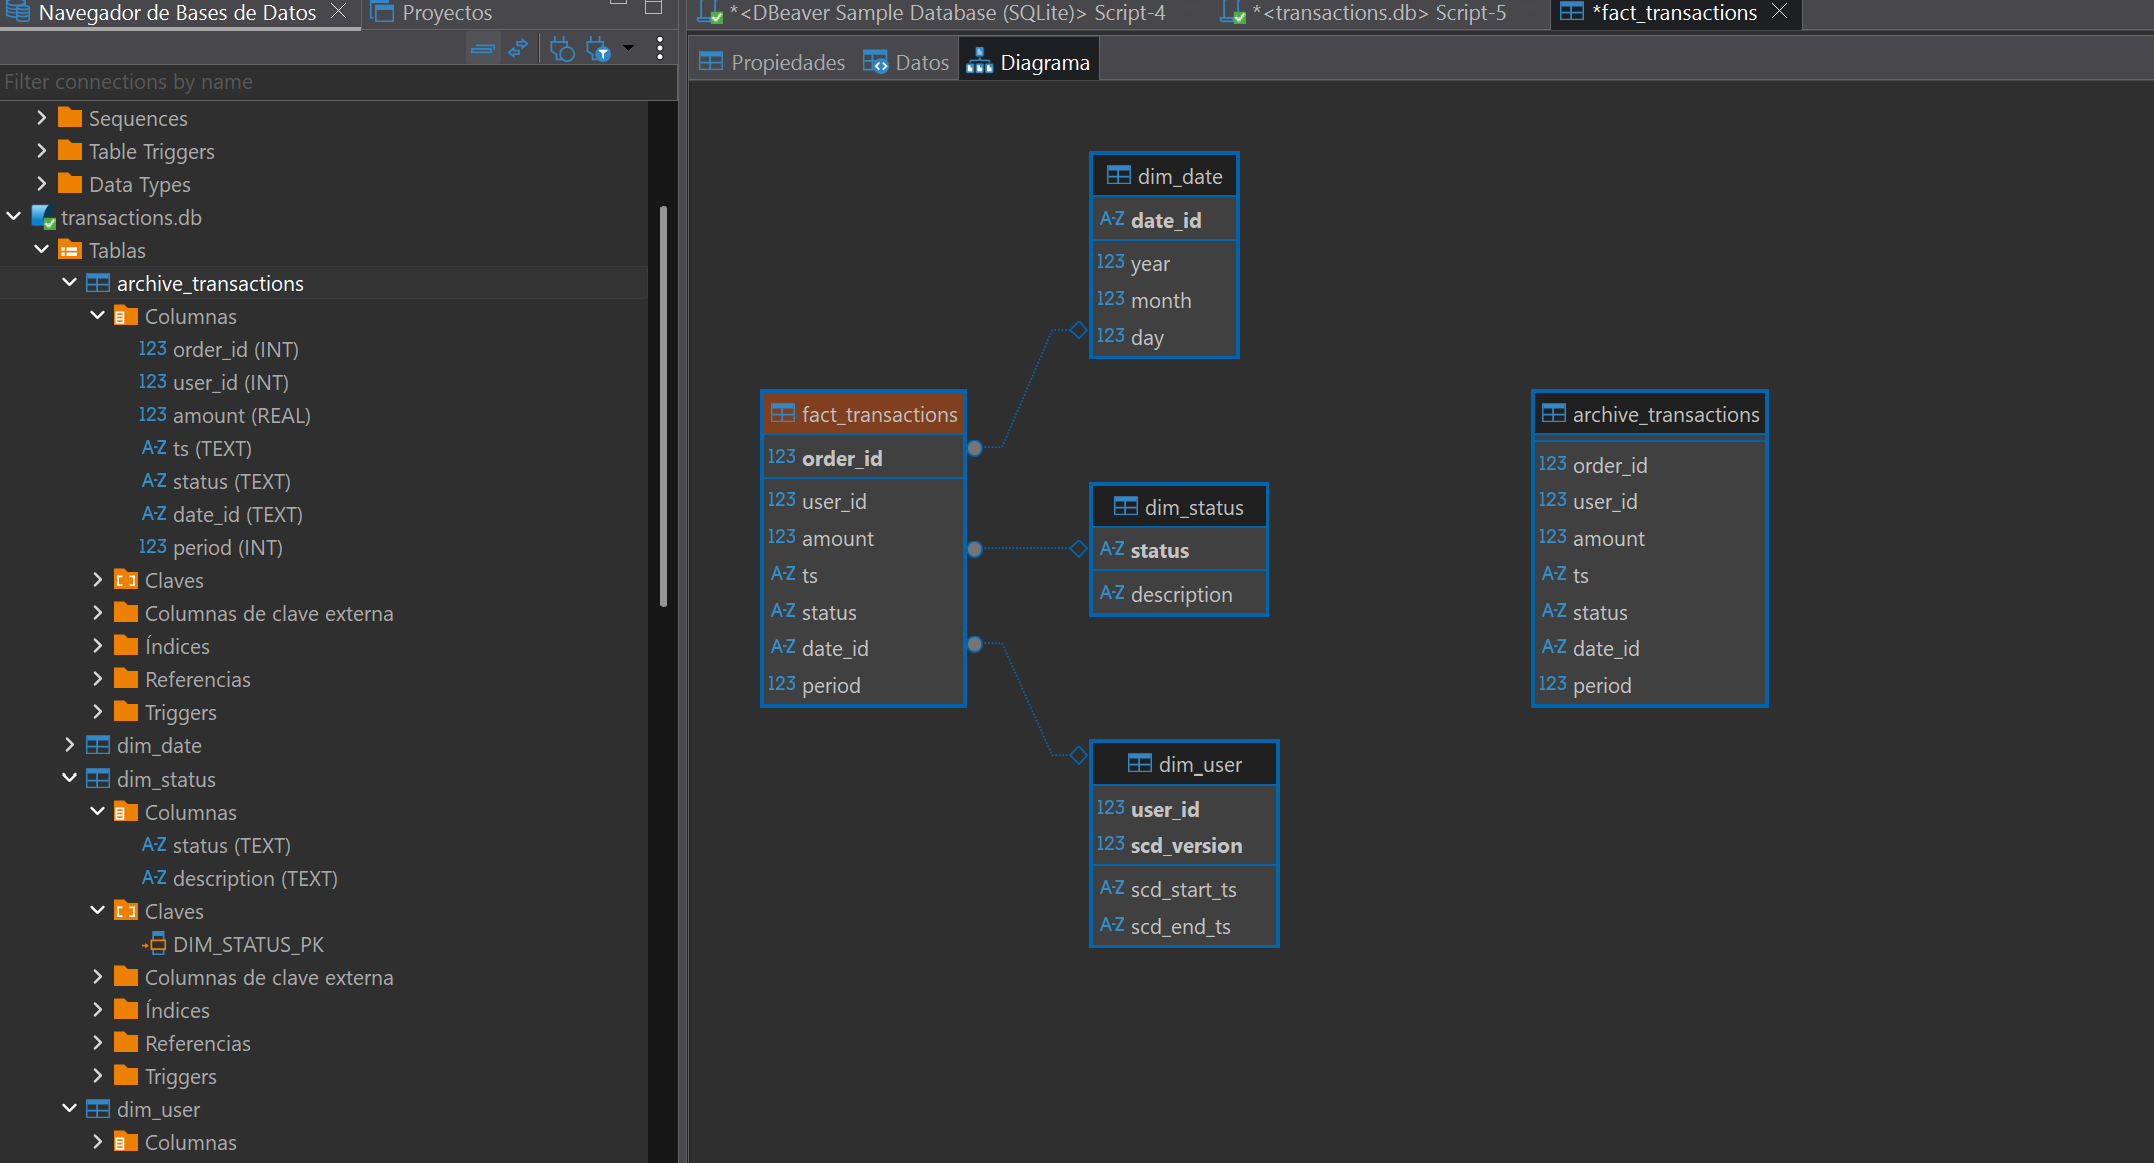 Navegador de Bases de Datos
Proyectos
Filter connections by name
Sequences
Table Triggers
Data Types
transactions.db
Tablas
archive_transactions
Columnas
123 order_id (INT)
123 user_id (INT)
123 amount (REAL)
A-Z ts (TEXT)
A-Z status (TEXT)
A-Z date_id (TEXT)
123 period (INT)
Claves
Columnas de clave externa
Índices
Referencias
Triggers
dim_date
dim_status
Columnas
A-Z status (TEXT)
A-Z description (TEXT)
Claves
DIM_STATUS_PK
Columnas de clave externa
Índices
Referencias
Triggers
dim_user
Columnas
*<DBeaver Sample Database (SQLite)> Script-4
*<transactions.db> Script-5
*fact_transactions
Propiedades
Datos
Diagrama
dim_date
A-Z date_id
123 year
123 month
123 day
fact_transactions
123 order_id
123 user_id
123 amount
A-Z ts
A-Z status
A-Z date_id
123 period
dim_status
A-Z status
A-Z description
dim_user
123 user_id
123 scd_version
A-Z scd_start_ts
A-Z scd_end_ts
archive_transactions
123 order_id
123 user_id
123 amount
A-Z ts
A-Z status
A-Z date_id
123 period